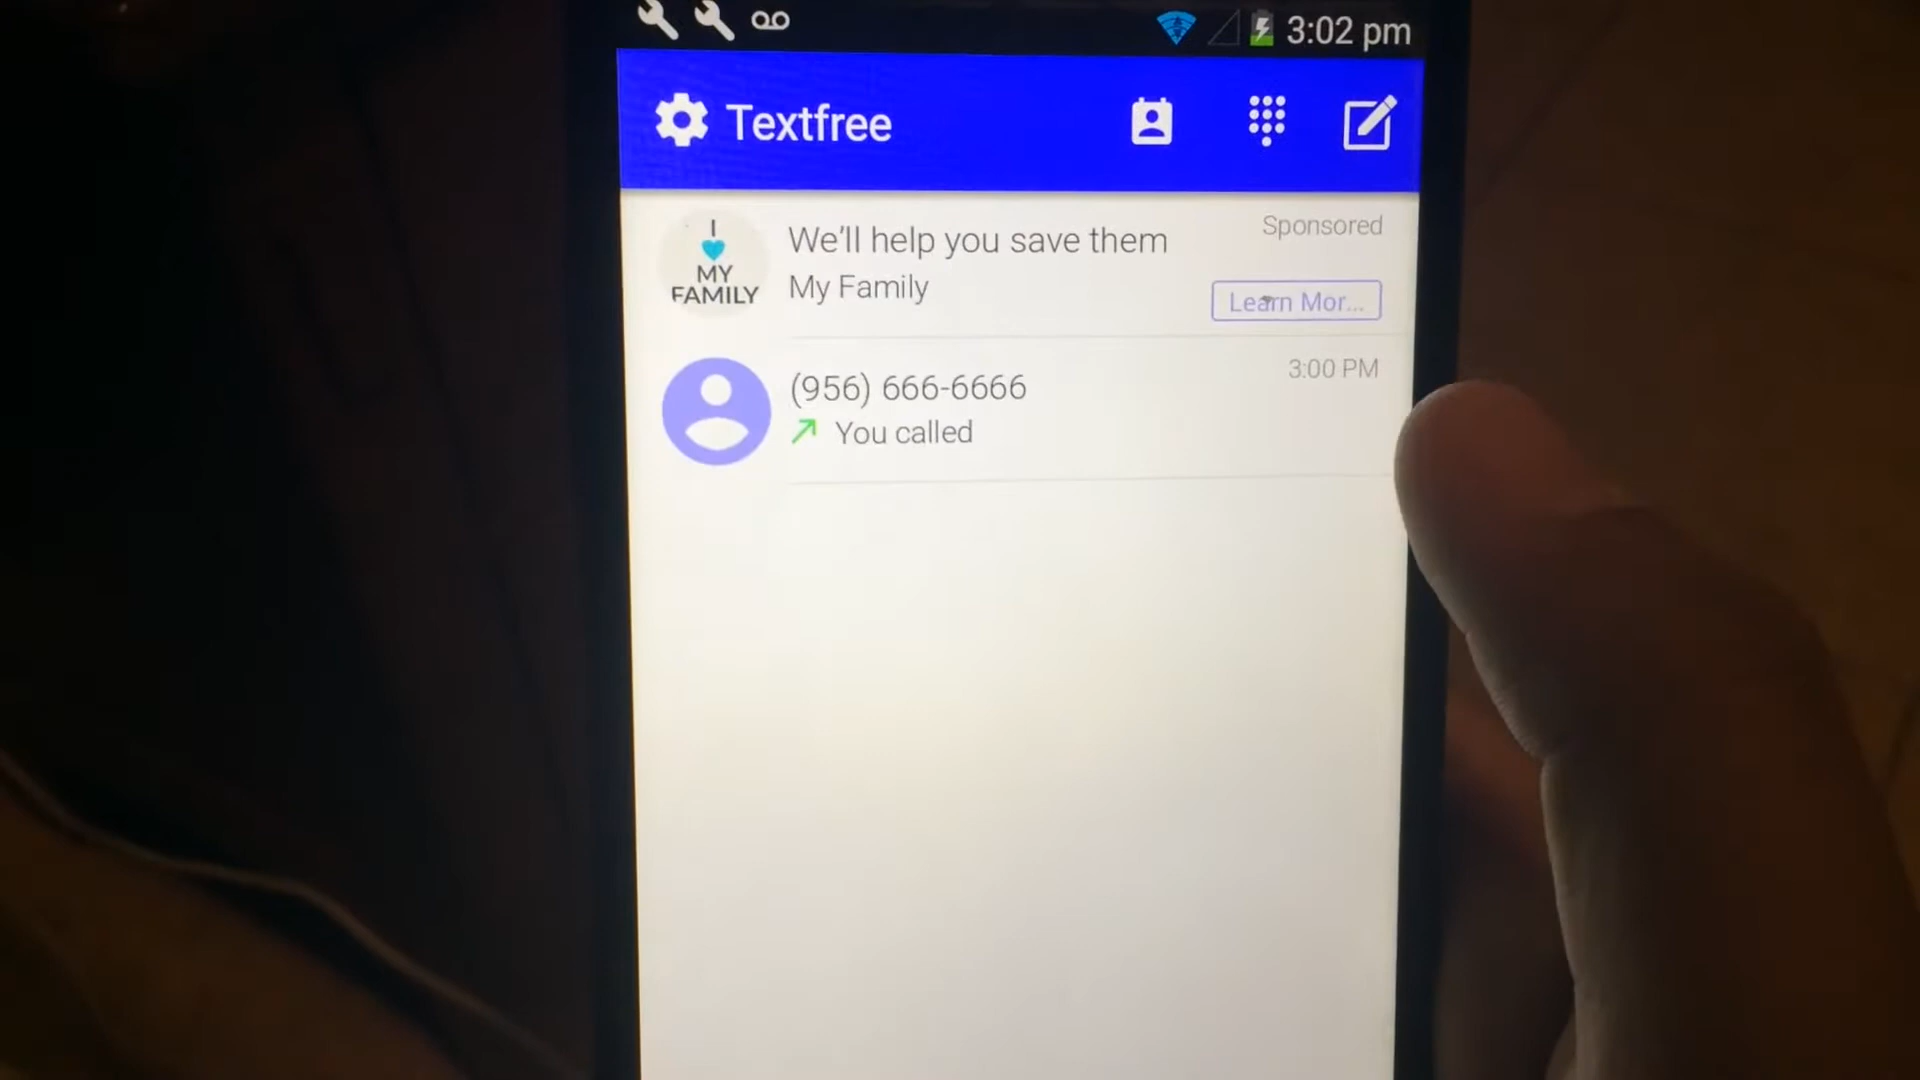 3:02 pm
Textfree
I
MY
FAMILY
We'll help you save them
Sponsored
My Family
Learn Mor...
(956) 666-6666
3:00 PM
You called